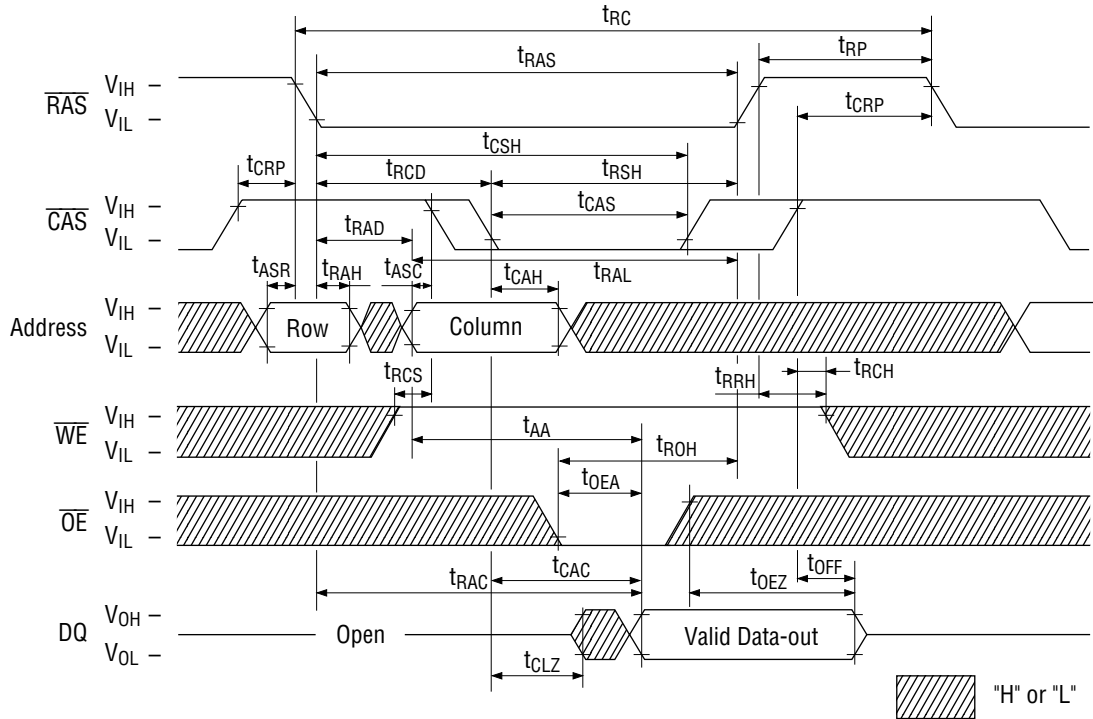 tRC
tRP
tRAS
RAS
VIH –
VIL –
tCRP
tCSH
tCRP
tRCD
tRSH
CAS
VIH –
VIL –
tCAS
tRAD
tRAL
tASR
tRAH
tASC
tCAH
Address
VIH –
VIL –
Row
Column
tRCS
tRRH
tRCH
WE
VIH –
VIL –
tAA
tROH
tOEA
OE
VIH –
VIL –
tCAC
tOEZ
tOFF
tRAC
DQ
VOH –
VOL –
Open
Valid Data-out
tCLZ
"H" or "L"